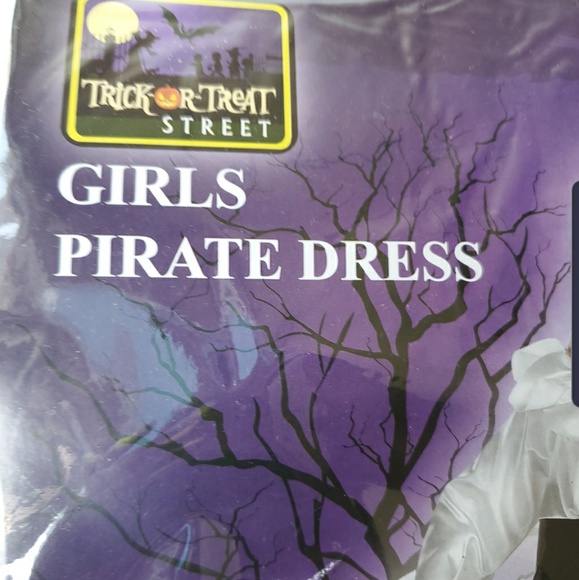 TRICK-OR-TREAT
STREET
GIRLS
PIRATE DRESS